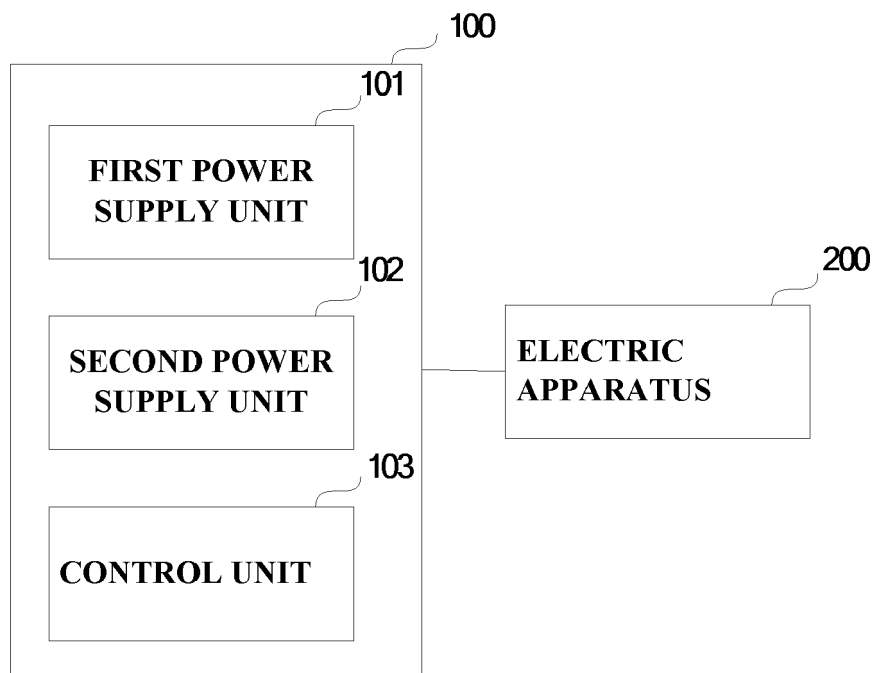 100
101
FIRST POWER
SUPPLY UNIT
102
SECOND POWER
SUPPLY UNIT
103
CONTROL UNIT
200
ELECTRIC
APPARATUS